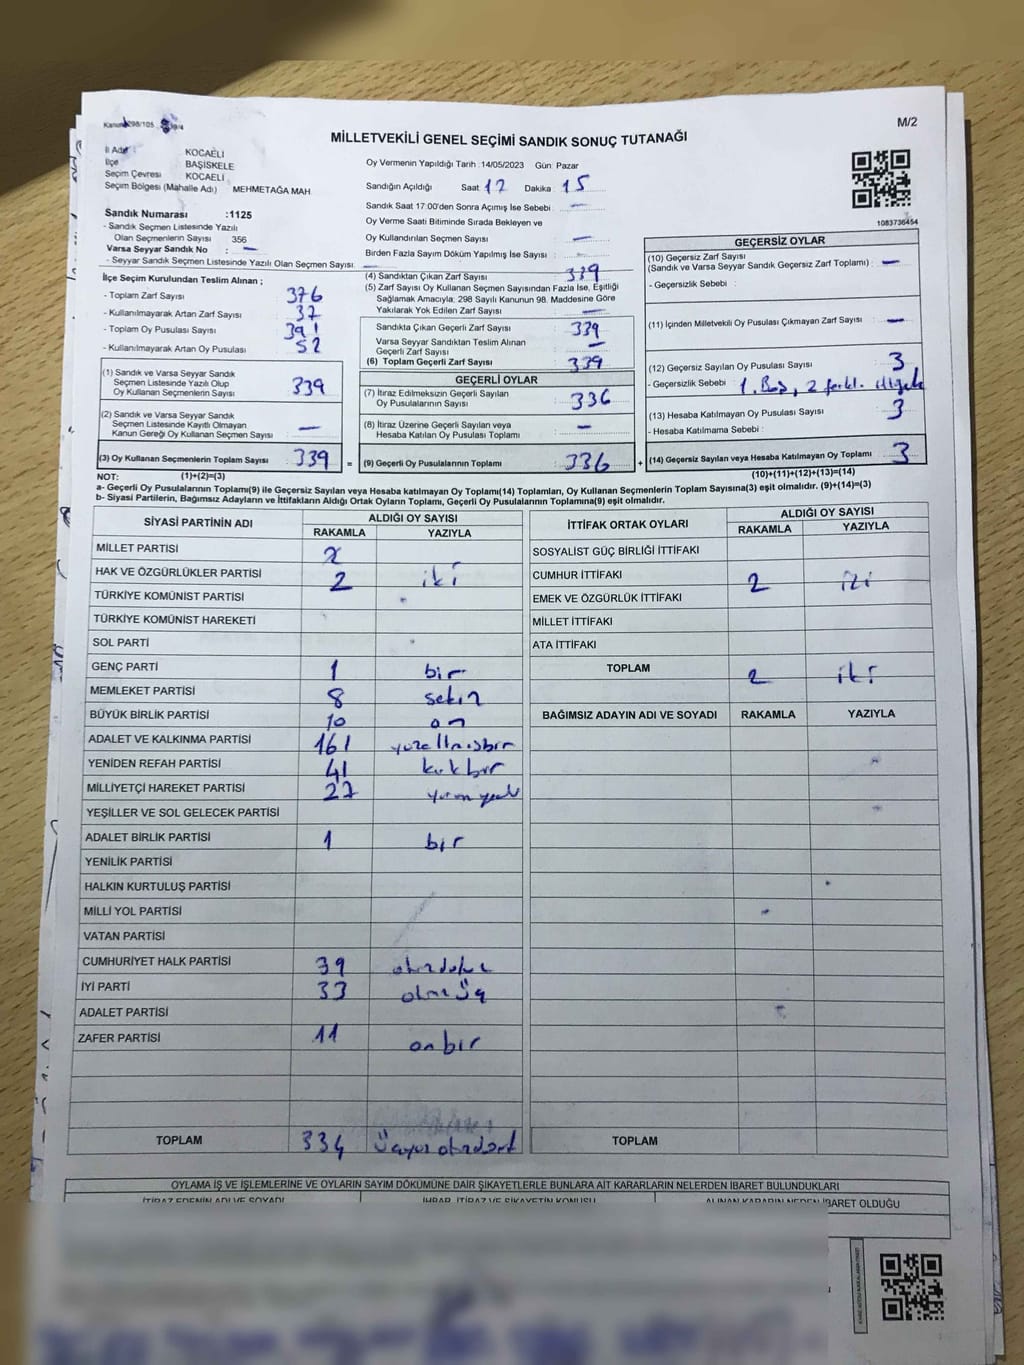 M/2
MİLLETVEKİLİ GENEL SEÇİMİ SANDIK SONUÇ TUTANAĞI
İl Adı : KOCAELİ
İlçe BAŞİSKELE
Seçim Çevresi KOCAELİ
Seçim Bölgesi (Mahalle Adı) MEHMETAĞA MAH
Sandık Numarası :1125
- Sandık Seçmen Listesinde Yazılı
Olan Seçmenlerin Sayısı 356
Varsa Seyyar Sandık No : —
- Seyyar Sandık Seçmen Listesinde Yazılı Olan Seçmen Sayısı: —
Oy Vermenin Yapıldığı Tarih :14/05/2023 Gün: Pazar
Sandığın Açıldığı Saat 17 Dakika : 15
Sandık Saat 17:00'den Sonra Açımış İse Sebebi : —
Oy Verme Saati Bitiminde Sırada Bekleyen ve
Oy Kullandırılan Seçmen Sayısı : —
Birden Fazla Sayım Dökûm Yapılmış İse Sayısı : —
1083736454
İlçe Seçim Kurulundan Teslim Alınan ;
- Toplam Zarf Sayısı : 376
- Kullanılmayarak Artan Zarf Sayısı : 37
- Toplam Oy Pusulası Sayısı : 391
- Kullanılmayarak Artan Oy Pusulası : 52
(1) Sandık ve Varsa Seyyar Sandık
Seçmen Listesinde Yazılı Olup
Oy Kullanan Seçmenlerin Sayısı : 339
(2) Sandık ve Varsa Seyyar Sandık
Seçmen Listesinde Kayıtlı Olmayan
Kanun Gereği Oy Kullanan Seçmen Sayısı : —
(3) Oy Kullanan Seçmenlerin Toplam Sayısı : 339 =
(4) Sandıktan Çıkan Zarf Sayısı : 339
(5) Zarf Sayısı Oy Kullanan Seçmen Sayısından Fazla İse, Eşitliği
Sağlamak Amacıyla; 298 Sayılı Kanunun 98. Maddesine Göre
Yakılarak Yok Edilen Zarf Sayısı : —
Sandıkta Çıkan Geçerli Zarf Sayısı : 339
Varsa Seyyar Sandıktan Teslim Alınan
Geçerli Zarf Sayısı : —
(6) Toplam Geçerli Zarf Sayısı : 339
GEÇERLİ OYLAR
(7) İtiraz Edilmeksizin Geçerli Sayılan
Oy Pusulalarının Sayısı : 336
(8) İtiraz Üzerine Geçerli Sayılan veya
Hesaba Katılan Oy Pusulası Toplamı : —
(9) Geçerli Oy Pusulalarının Toplamı : 336 +
GEÇERSİZ OYLAR
(10) Geçersiz Zarf Sayısı
(Sandık ve Varsa Seyyar Sandık Geçersiz Zarf Toplamı) : —
- Geçersizlik Sebebi :
(11) İçinden Milletvekili Oy Pusulası Çıkmayan Zarf Sayısı : —
(12) Geçersiz Sayılan Oy Pusulası Sayısı : 3
- Geçersizlik Sebebi : 1. Boş, 2 farkl.
(13) Hesaba Katılmayan Oy Pusulası Sayısı : 3
- Hesaba Katılmama Sebebi :
(14) Geçersiz Sayılan veya Hesaba Katılmayan Oy Toplamı : 3
NOT: (1)+(2)=(3) (10)+(11)+(12)+(13)=(14)
a- Geçerli Oy Pusulalarının Toplamı(9) ile Geçersiz Sayılan veya Hesaba katılmayan Oy Toplamı(14) Toplamları, Oy Kullanan Seçmenlerin Toplam Sayısına(3) eşit olmalıdır. (9)+(14)=(3)
b- Siyasi Partilerin, Bağımsız Adayların ve İttifakların Aldığı Oyların Toplamı, Geçerli Oy Pusulalarının Toplamına(9) eşit olmalıdır.
SİYASİ PARTİNİN ADI ALDIĞI OY SAYISI
RAKAMLA YAZIYLA
MİLLET PARTİSİ
HAK VE ÖZGÜRLÜKLER PARTİSİ 2 iki
TÜRKİYE KOMÜNİST PARTİSİ
TÜRKİYE KOMÜNİST HAREKETİ
SOL PARTİ
GENÇ PARTİ 1 bir
MEMLEKET PARTİSİ 8 sekiz
BÜYÜK BİRLİK PARTİSİ 10 on
ADALET VE KALKINMA PARTİSİ 161 yüzaltmışbir
YENİDEN REFAH PARTİSİ 41 kırkbir
MİLLİYETÇİ HAREKET PARTİSİ 27 yirmi yedi
YEŞİLLER VE SOL GELECEK PARTİSİ
ADALET BİRLİK PARTİSİ 1 bir
YENİLİK PARTİSİ
HALKIN KURTULUŞ PARTİSİ
MİLLİ YOL PARTİSİ
VATAN PARTİSİ
CUMHURİYET HALK PARTİSİ 39 otuzdokuz
İYİ PARTİ 33 otuzüç
ADALET PARTİSİ
ZAFER PARTİSİ 11 onbir
TOPLAM 334 üçyüz otuzdört
İTTİFAK ORTAK OYLARI ALDIĞI OY SAYISI
RAKAMLA YAZIYLA
SOSYALİST GÜÇ BİRLİĞİ İTTİFAKI
CUMHUR İTTİFAKI 2 iki
EMEK VE ÖZGÜRLÜK İTTİFAKI
MİLLET İTTİFAKI
ATA İTTİFAKI
TOPLAM 2 iki
BAĞIMSIZ ADAYIN ADI VE SOYADI RAKAMLA YAZIYLA
TOPLAM
OYLAMA İŞ VE İŞLEMLERİNE VE OYLARIN SAYIM DÖKÜMÜNE DAİR ŞİKAYETLERLE BUNLARA AİT KARARLARIN NELERDEN İBARET BULUNDUKLARI
İTİRAZ EDENİN ADI VE SOYADI İHBAR, İTİRAZ VE ŞİKAYETİN KONUSU ALINAN KARARIN NEDEN İBARET OLDUĞU